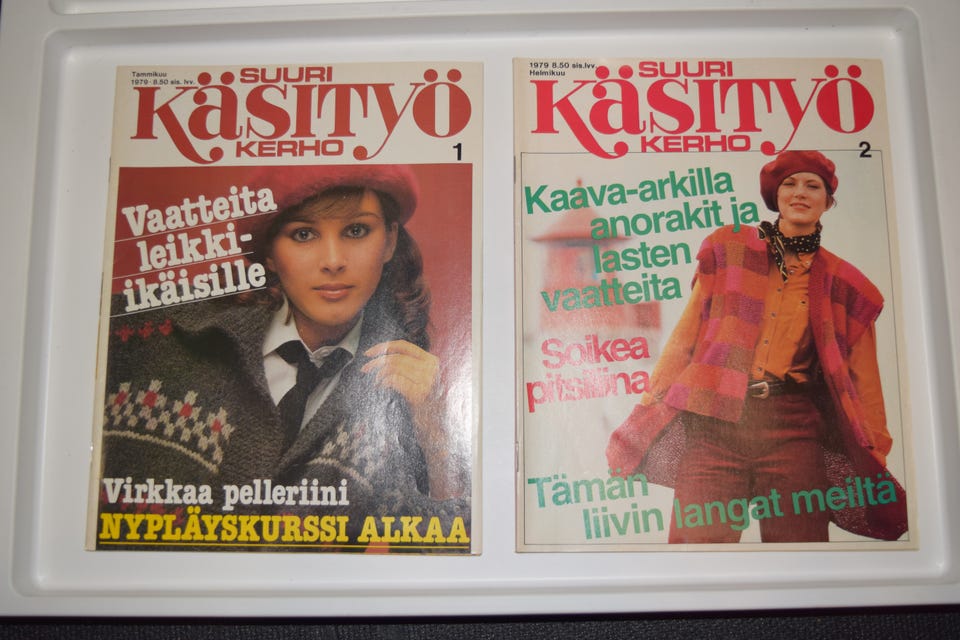 Tammikuu
1979 · 8.50 sis. lvv.
SUURI
KÄSITYÖ
KERHO
1
Vaatteita
leikki-
ikäisille
Virkkaa pelleriini
NYPLÄYSKURSSI ALKAA
1979 8.50 sis.lvv.
Helmikuu
SUURI
KÄSITYÖ
KERHO
2
Kaava-arkilla
anorakit ja
lasten
vaatteita
Soikea
pitsiliina
Tämän
liivin langat meiltä